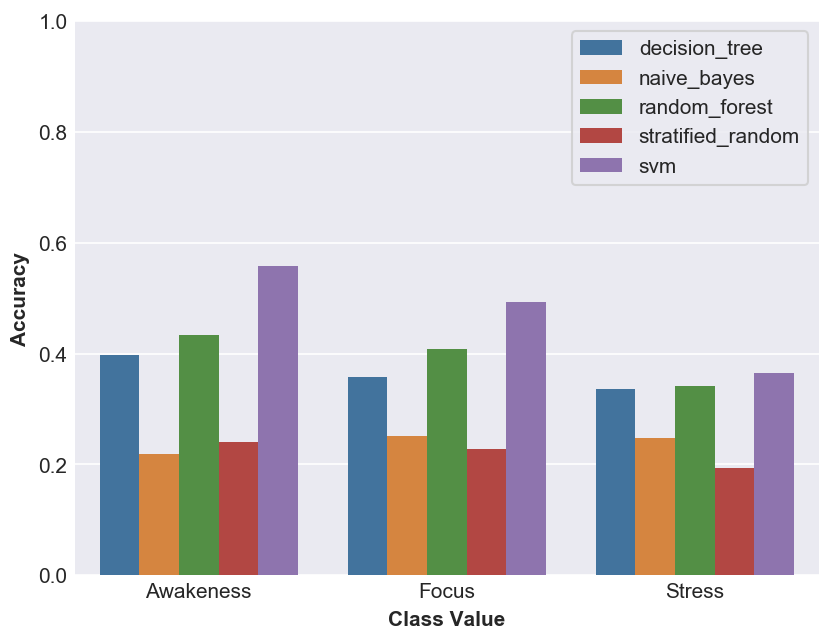 1.0
0.8
0.6
0.4
0.2
0.0
Accuracy
decision_tree
naive_bayes
random_forest
stratified_random
svm
Awakeness
Focus
Stress
Class Value